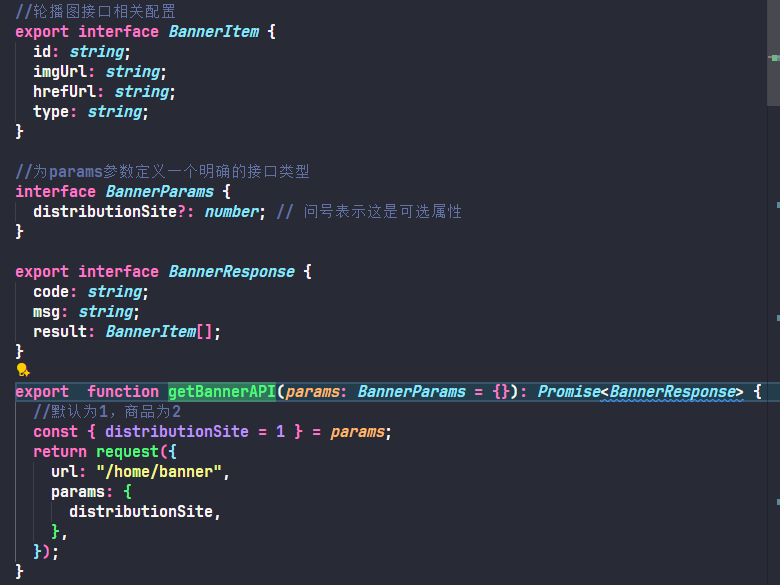 //轮播图接口相关配置
export interface BannerItem {
  id: string;
  imgUrl: string;
  hrefUrl: string;
  type: string;
}

//为params参数定义一个明确的接口类型
interface BannerParams {
  distributionSite?: number; // 问号表示这是可选属性
}

export interface BannerResponse {
  code: string;
  msg: string;
  result: BannerItem[];
}

export  function getBannerAPI(params: BannerParams = {}): Promise<BannerResponse> {
  //默认为1，商品为2
  const { distributionSite = 1 } = params;
  return request({
    url: "/home/banner",
    params: {
      distributionSite,
    },
  });
}